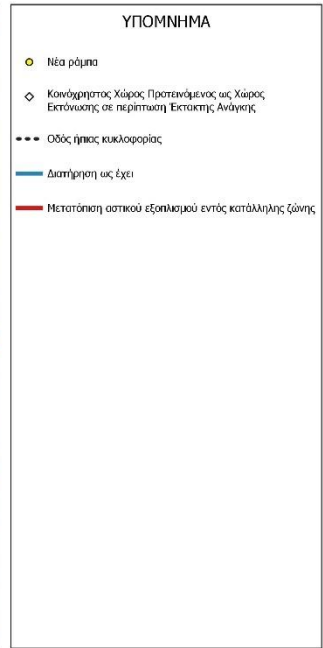 ΥΠΟΜΝΗΜΑ
Νέα ράμπα
Κοινόχρηστος Χώρος Προτεινόμενος ως Χώρος
Εκτόνωσης σε περίπτωση Έκτακτης Ανάγκης
Οδός ήπιας κυκλοφορίας
Διατήρηση ως έχει
Μετατόπιση αστικού εξοπλισμού εντός κατάλληλης ζώνης